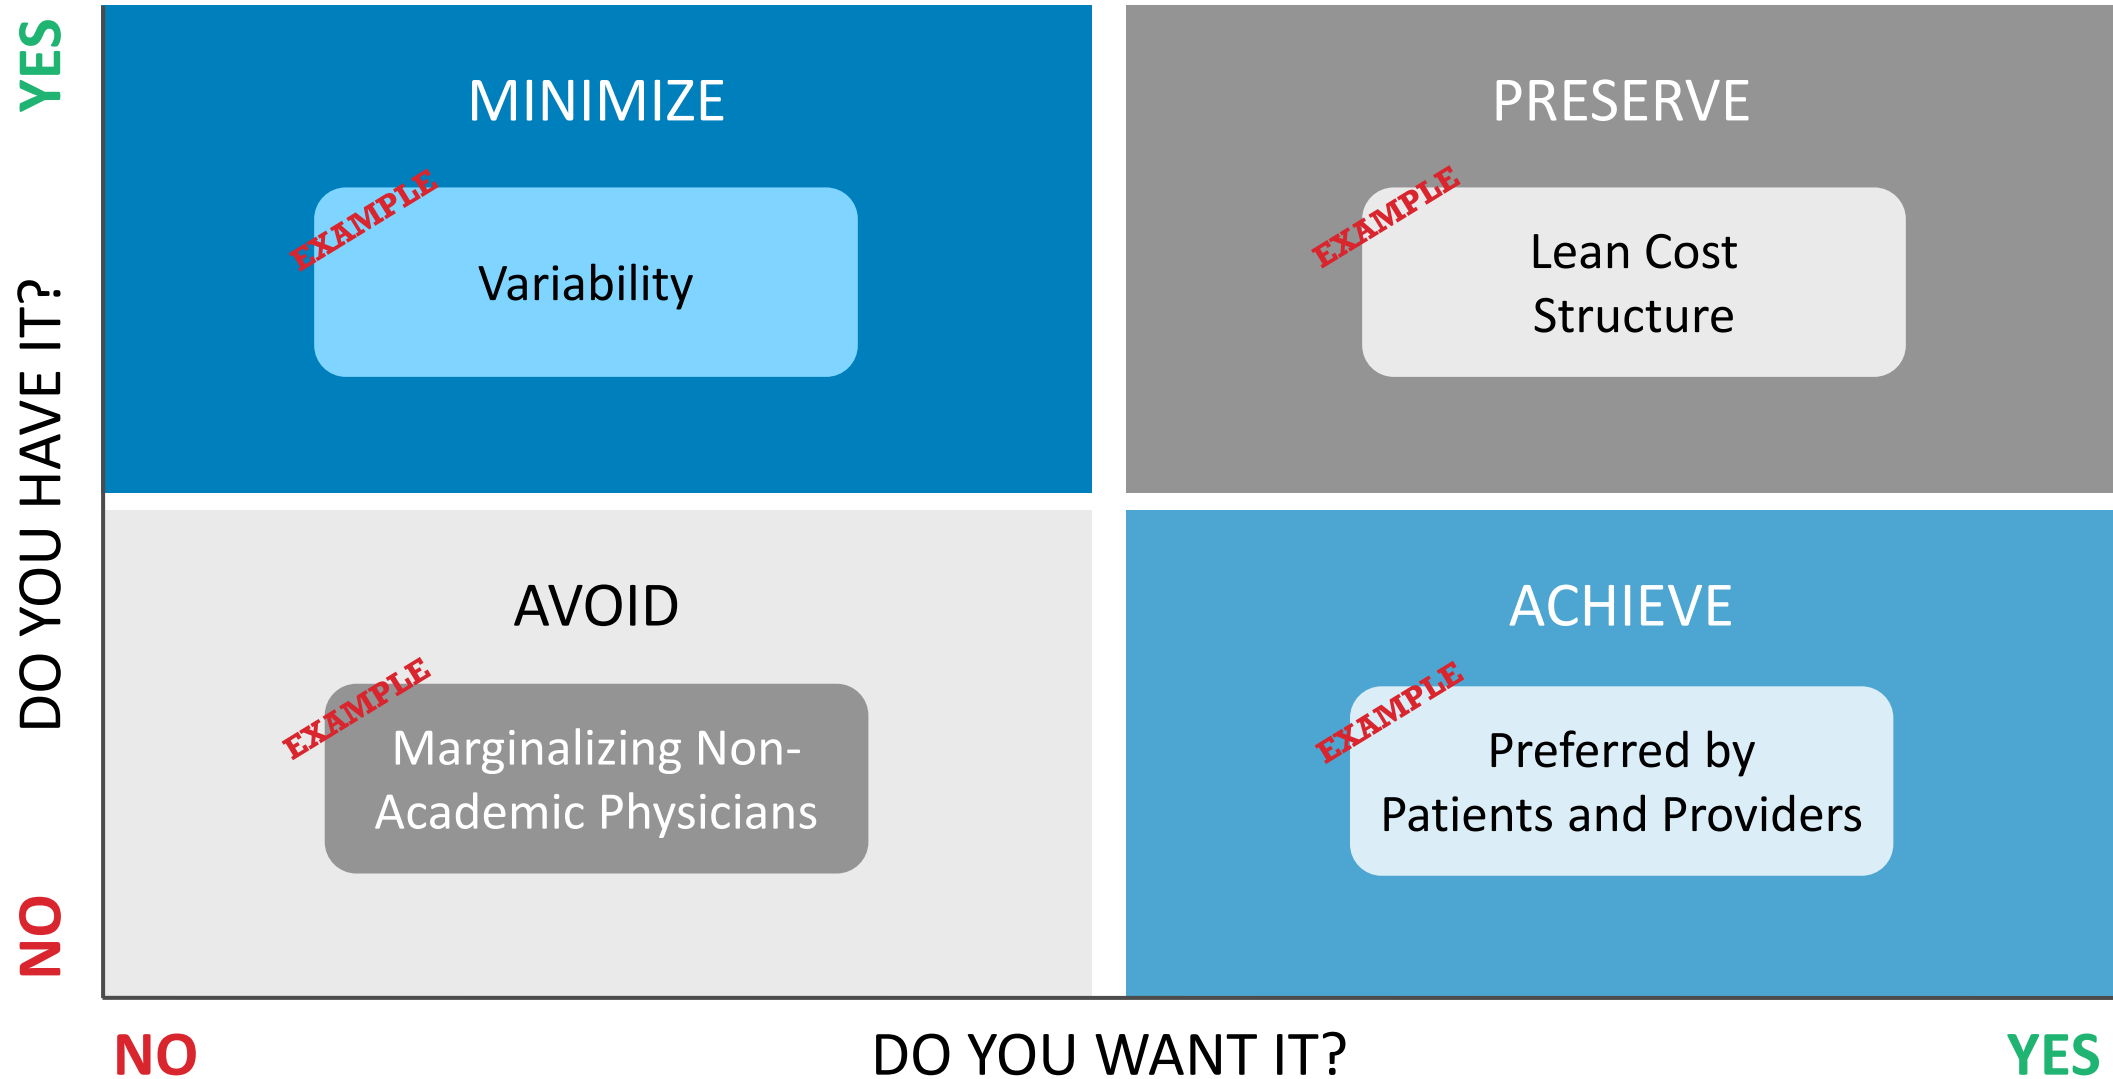 YES
DO YOU HAVE IT?
NO
MINIMIZE
EXAMPLE
Variability
PRESERVE
EXAMPLE
Lean Cost
Structure
AVOID
EXAMPLE
Marginalizing Non-
Academic Physicians
ACHIEVE
EXAMPLE
Preferred by
Patients and Providers
NO
DO YOU WANT IT?
YES